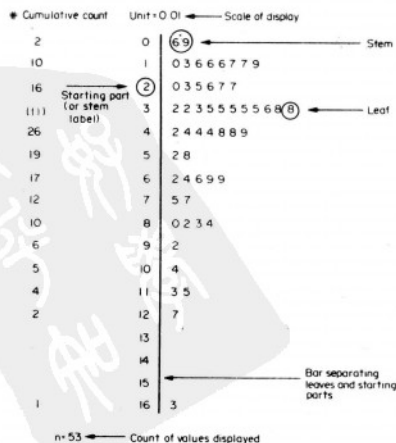 * Cumulative count Unit = 0.01 Scale of display
2 0 6 9 Stem
10 1 0 3 6 6 6 7 7 9
16 2 0 3 5 6 7 7
Starting part
(or stem
label)
(11) 3 2 2 3 5 5 5 5 5 6 8 8 Leaf
26 4 2 4 4 4 8 8 9
19 5 2 8
17 6 2 4 6 9 9
12 7 5 7
10 8 0 2 3 4
6 9 2
5 10 4
4 11 3 5
2 12 7
13
14
15
Bar separating
leaves and starting
parts
1 16 3
n = 53 Count of values displayed